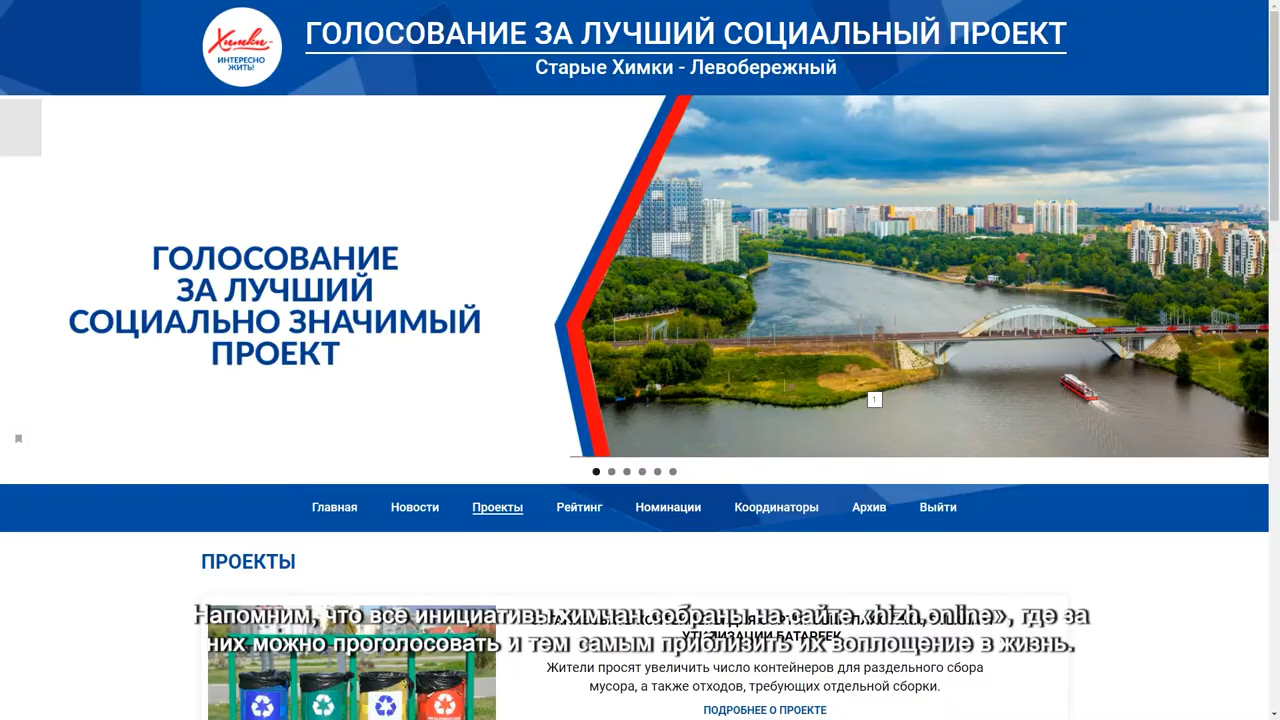 Химки
ИНТЕРЕСНО
ЖИТЬ!
ГОЛОСОВАНИЕ ЗА ЛУЧШИЙ СОЦИАЛЬНЫЙ ПРОЕКТ
Старые Химки - Левобережный
ГОЛОСОВАНИЕ
ЗА ЛУЧШИЙ
СОЦИАЛЬНО ЗНАЧИМЫЙ
ПРОЕКТ
1
Главная Новости Проекты Рейтинг Номинации Координаторы Архив Выйти
ПРОЕКТЫ
Напомним, что все инициативы химчан собраны на сайте «bizh.online», где за
них можно проголосовать и тем самым приблизить их воплощение в жизнь.
УТИЛИЗАЦИИ БАТАРЕЕК
Жители просят увеличить число контейнеров для раздельного сбора
мусора, а также отходов, требующих отдельной сборки.
ПОДРОБНЕЕ О ПРОЕКТЕ